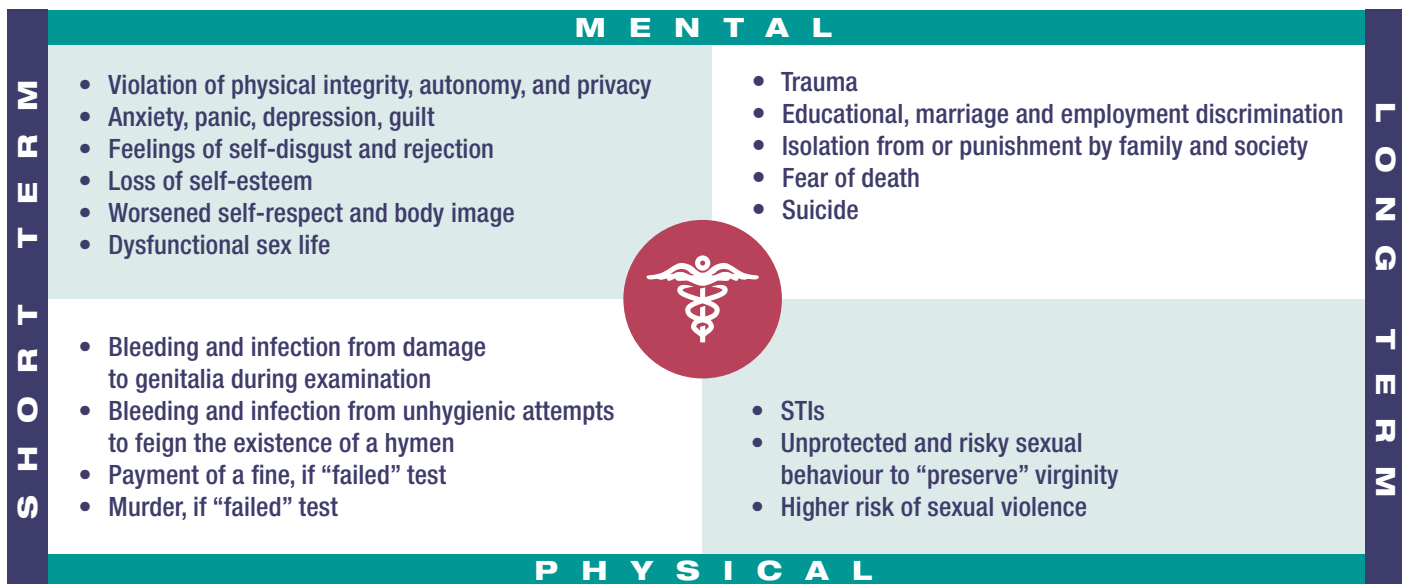 MENTAL
SHORT TERM
• Violation of physical integrity, autonomy, and privacy
• Anxiety, panic, depression, guilt
• Feelings of self-disgust and rejection
• Loss of self-esteem
• Worsened self-respect and body image
• Dysfunctional sex life
• Trauma
• Educational, marriage and employment discrimination
• Isolation from or punishment by family and society
• Fear of death
• Suicide
LONG TERM
• Bleeding and infection from damage
to genitalia during examination
• Bleeding and infection from unhygienic attempts
to feign the existence of a hymen
• Payment of a fine, if “failed” test
• Murder, if “failed” test
• STIs
• Unprotected and risky sexual
behaviour to “preserve” virginity
• Higher risk of sexual violence
PHYSICAL